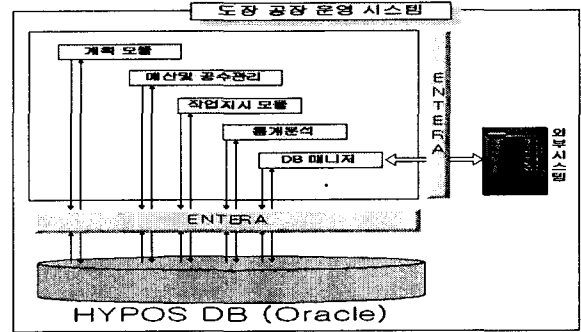 도장 공장 운영 시스템
계획 모듈
예산및 공수관리
작업지시 모듈
통계분석
DB 매니저
ENTERA
외부시스템
ENTERA
HYPOS DB (Oracle)